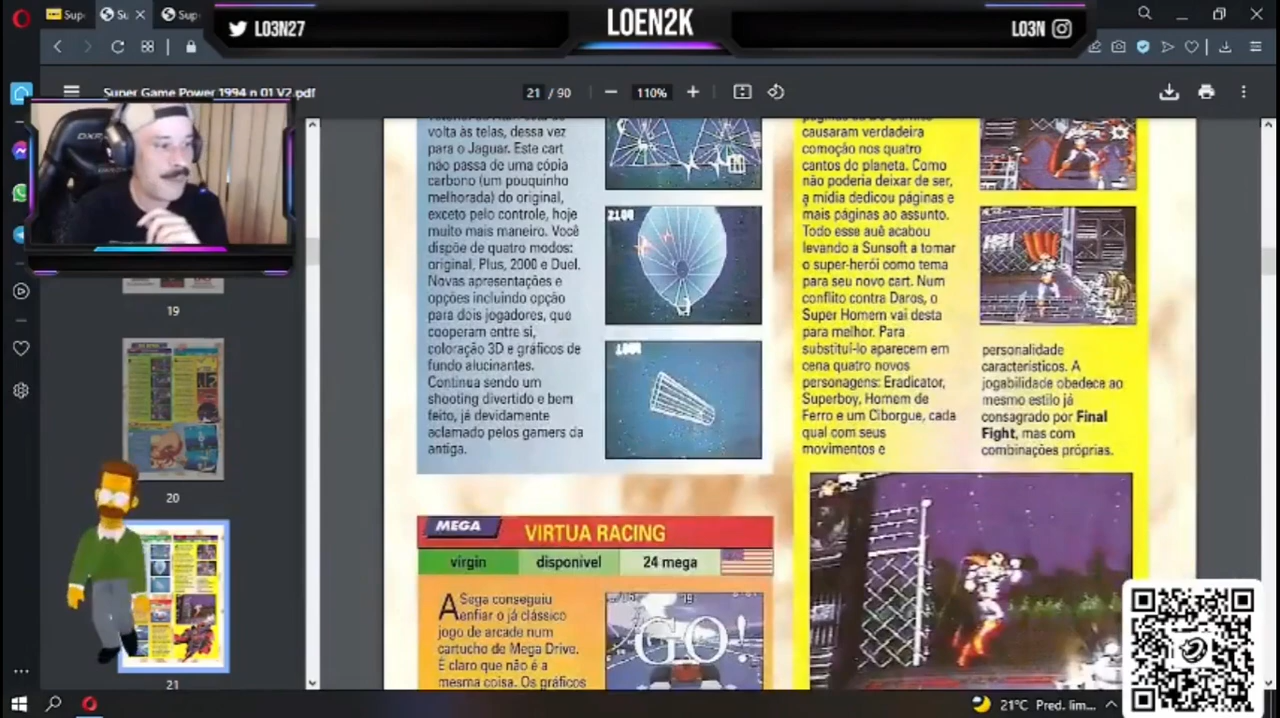 Sup
Su
Sup
LO3N27
LOEN2K
LO3N
Super Game Power 1994 n 01 V2.pdf
21 / 90
110%
19
20
21
volta às telas, dessa vez
para o Jaguar. Este cart
não passa de uma cópia
carbono (um pouquinho
melhorada) do original,
exceto pelo controle, hoje
muito mais maneiro. Você
dispõe de quatro modos:
original, Plus, 2000 e Duel.
Novas apresentações e
opções incluindo opção
para dois jogadores, que
cooperam entre si,
coloração 3D e gráficos de
fundo alucinantes.
Continua sendo um
shooting divertido e bem
feito, já devidamente
aclamado pelos gamers da
antiga.
2100
MEGA
VIRTUA RACING
virgin
disponivel
24 mega
A Sega conseguiu
enfiar o já clássico
jogo de arcade num
cartucho de Mega Drive.
É claro que não é a
mesma coisa. Os gráficos
GO!
causaram verdadeira
comoção nos quatro
cantos do planeta. Como
não poderia deixar de ser,
a mídia dedicou páginas e
mais páginas ao assunto.
Todo esse auê acabou
levando a Sunsoft a tomar
o super-herói como tema
para seu novo cart. Num
conflito contra Daros, o
Super Homem vai desta
para melhor. Para
substituí-lo aparecem em
cena quatro novos
personagens: Eradicator,
Superboy, Homem de
Ferro e um Ciborgue, cada
qual com seus
movimentos e
personalidade
característicos. A
jogabilidade obedece ao
mesmo estilo já
consagrado por Final
Fight, mas com
combinações próprias.
21°C Pred. lim...